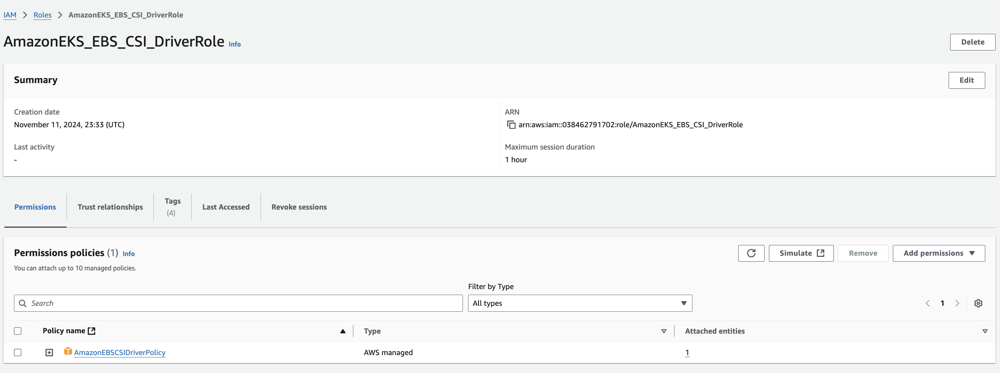 IAM > Roles > AmazonEKS_EBS_CSI_DriverRole
AmazonEKS_EBS_CSI_DriverRole Info
Delete
Summary
Edit
Creation date
November 11, 2024, 23:33 (UTC)
ARN
arn:aws:iam::038462791702:role/AmazonEKS_EBS_CSI_DriverRole
Last activity
-
Maximum session duration
1 hour
Permissions
Trust relationships
Tags
(4)
Last Accessed
Revoke sessions
Permissions policies (1) Info
You can attach up to 10 managed policies.
Simulate
Remove
Add permissions
Filter by Type
Search
All types
1
Policy name
Type
Attached entities
AmazonEBSCSIDriverPolicy
AWS managed
1